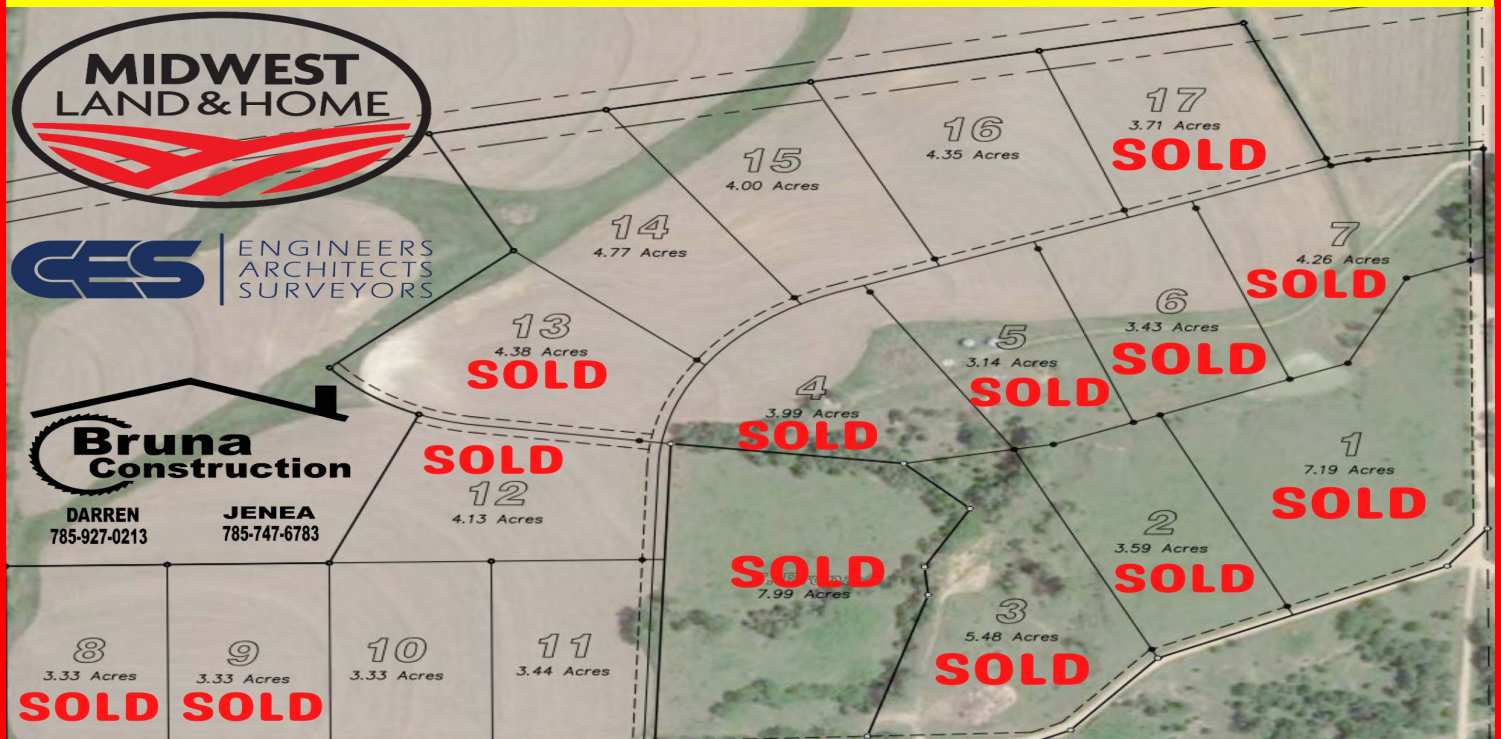 MIDWEST
LAND & HOME
CES
ENGINEERS
ARCHITECTS
SURVEYORS
Bruna
Construction
DARREN
785-927-0213
JENEA
785-747-6783
17
3.71 Acres
SOLD
16
4.35 Acres
15
4.00 Acres
14
4.77 Acres
7
4.26 Acres
SOLD
6
3.43 Acres
SOLD
5
3.14 Acres
SOLD
13
4.38 Acres
SOLD
4
3.99 Acres
SOLD
SOLD
12
4.13 Acres
1
7.19 Acres
SOLD
2
3.59 Acres
SOLD
SOLD
7.99 Acres
3
5.48 Acres
SOLD
8
3.33 Acres
SOLD
9
3.33 Acres
SOLD
10
3.33 Acres
11
3.44 Acres